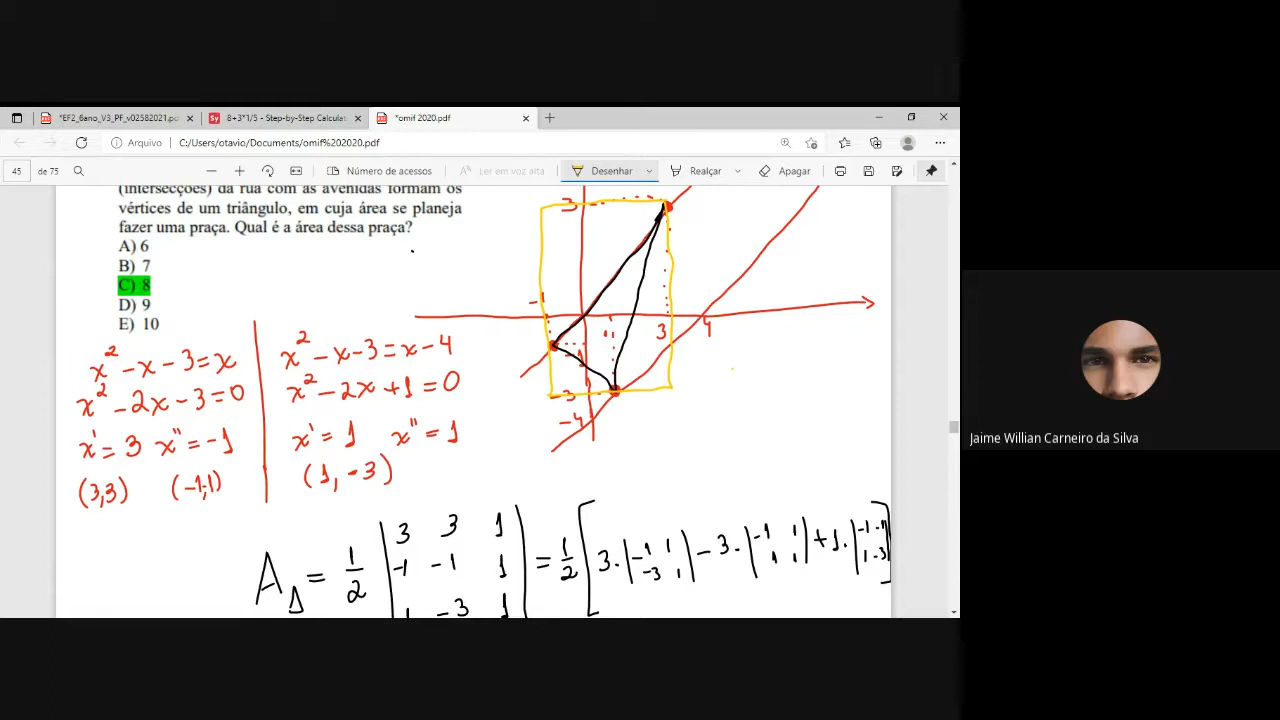 *EF2_6ano_V3_PF_v02582021.pd
8+3*1/5 - Step-by-Step Calculat
*omif 2020.pdf
Arquivo
C:/Users/otavio/Documents/omif%202020.pdf
45 de 75
Número de acessos
Ler em voz alta
Desenhar
Realçar
Apagar
(intersecções) da rua com as avenidas formam os
vértices de um triângulo, em cuja área se planeja
fazer uma praça. Qual é a área dessa praça?
A) 6
B) 7
C) 8
D) 9
E) 10
x² - x - 3 = x
x² - 2x - 3 = 0
x' = 3 x'' = -1
(3,3) (-1,-1)
x² - x - 3 = x - 4
x² - 2x + 1 = 0
x' = 1 x'' = 1
(1, -3)
3
-1
1
3
4
-1
-3
-4
A△ = 1/2 | 3 3 1 | = 1/2 [ 3. | -1 1 | - 3. | -1 1 | + 1. | -1 -1 | ]
-1 -1 1
-3 1
1 1
1 -3
1 -3 1
Jaime Willian Carneiro da Silva